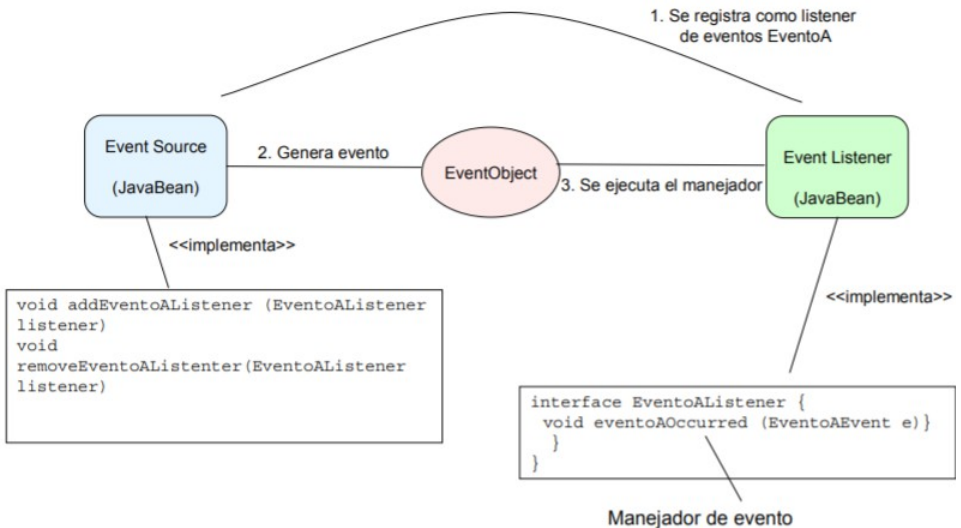 1. Se registra como listener
de eventos EventoA
Event Source
(JavaBean)
2. Genera evento
EventObject
3. Se ejecuta el manejador
Event Listener
(JavaBean)
<<implementa>>
<<implementa>>
void addEventoAListener (EventoAListener
listener)
void
removeEventoAListenter(EventoAListener
listener)
interface EventoAListener {
void eventoAOccurred (EventoAEvent e)}
}
}
Manejador de evento